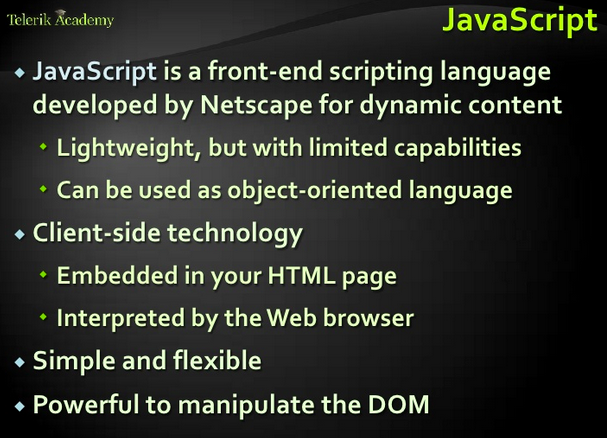 Telerik Academy
JavaScript
JavaScript is a front-end scripting language
developed by Netscape for dynamic content
Lightweight, but with limited capabilities
Can be used as object-oriented language
Client-side technology
Embedded in your HTML page
Interpreted by the Web browser
Simple and flexible
Powerful to manipulate the DOM